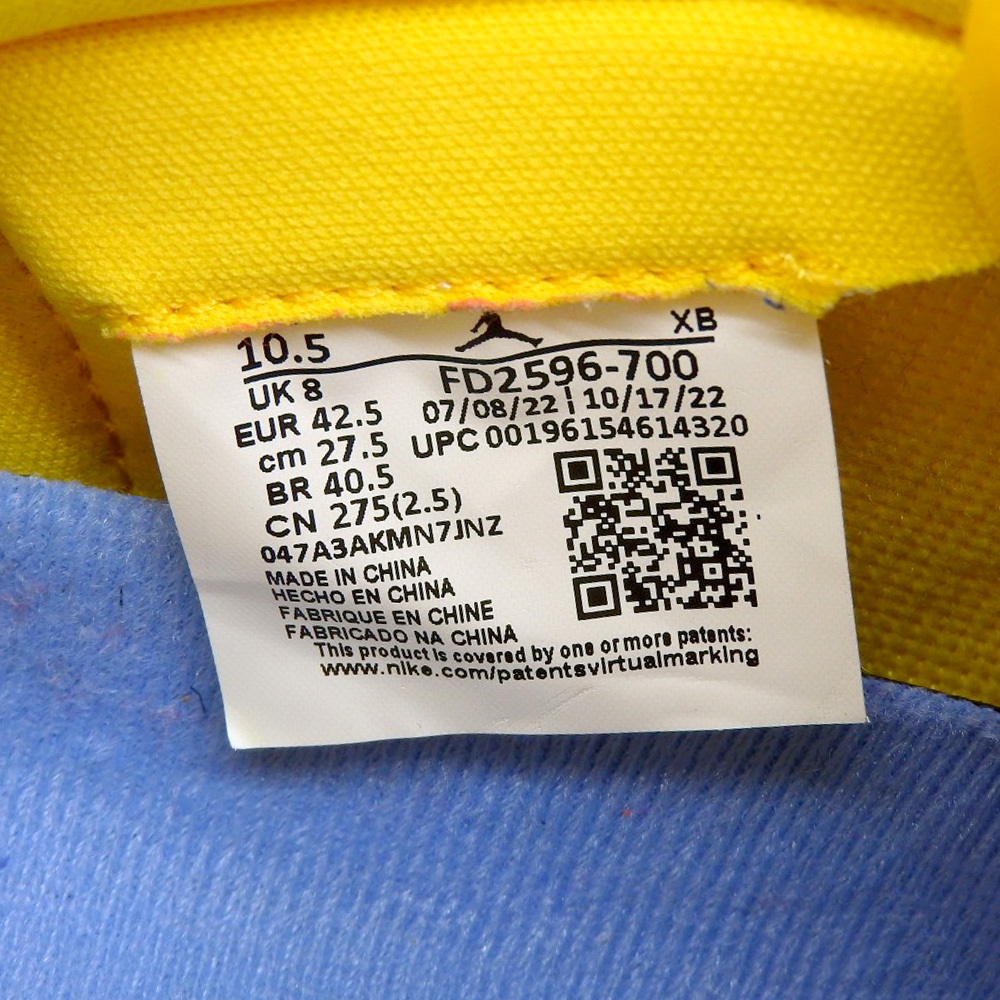 10.5 XB
UK 8 FD2596-700
EUR 42.5 07/08/22 | 10/17/22
cm 27.5 UPC 00196154614320
BR 40.5
CN 275(2.5)
047A3AKMN7JNZ
MADE IN CHINA
HECHO EN CHINA
FABRIQUE EN CHINE
FABRICADO NA CHINA
This product is covered by one or more patents:
www.nike.com/patentsvirtualmarking